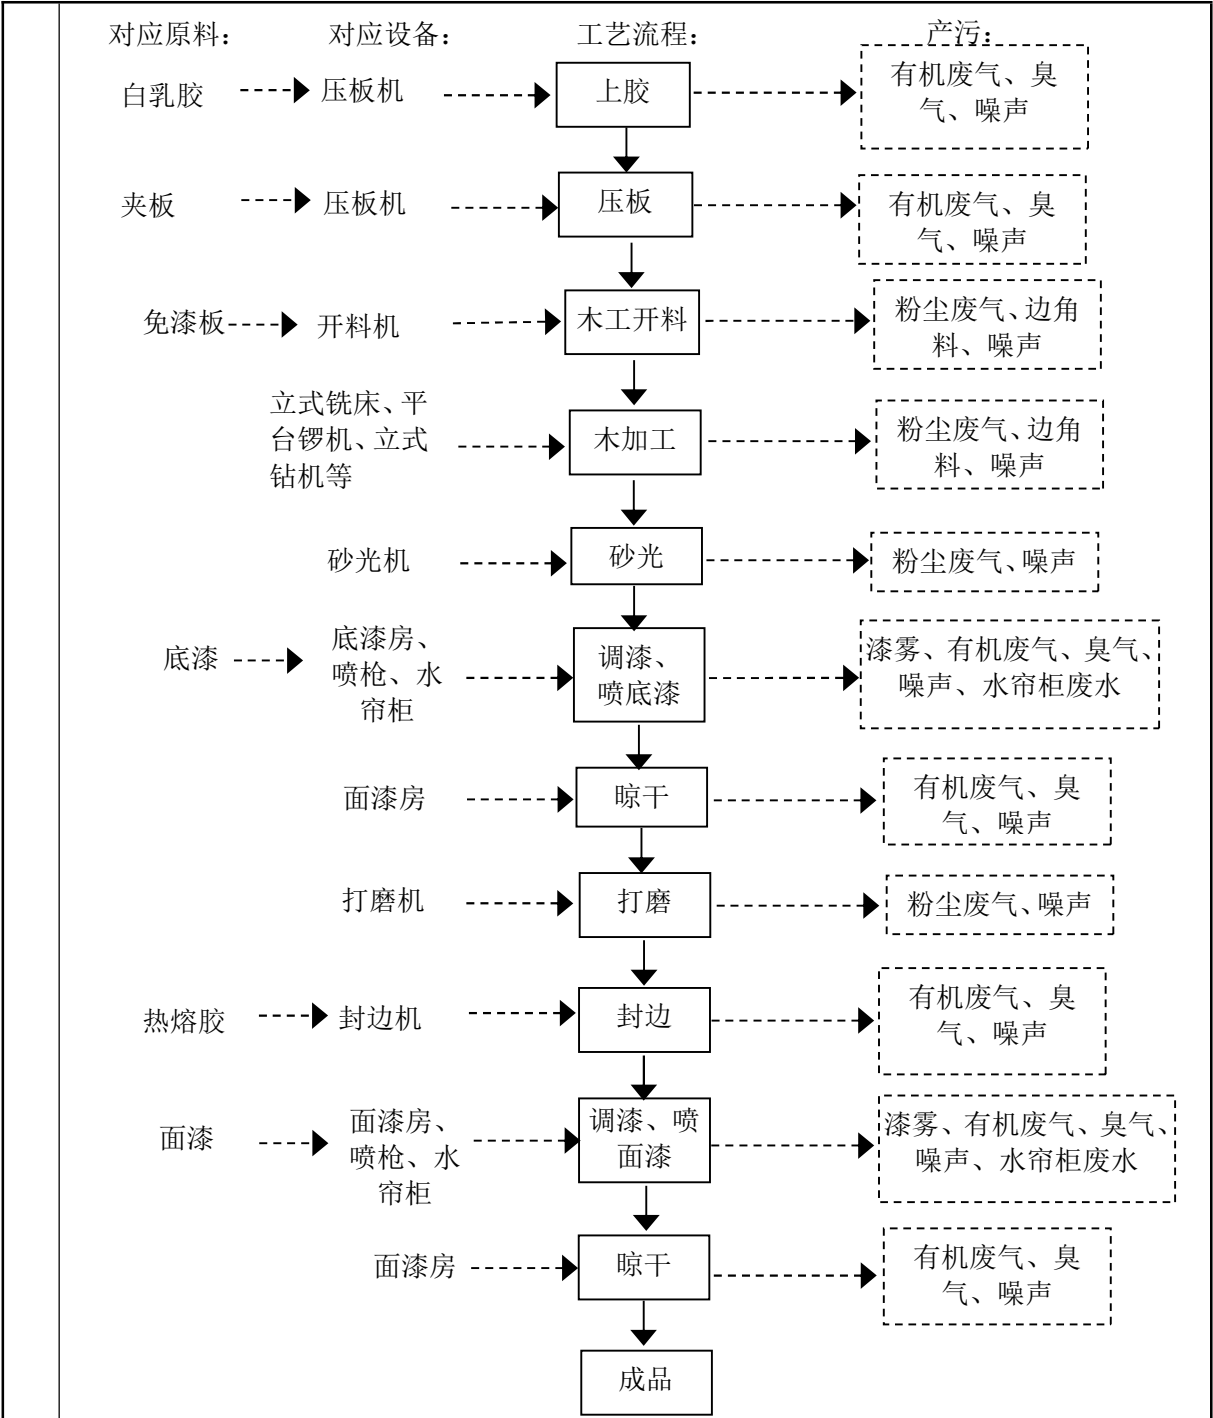 对应原料： 对应设备： 工艺流程： 产污：
白乳胶 压板机 上胶 有机废气、臭
气、噪声
夹板 压板机 压板 有机废气、臭
气、噪声
免漆板 开料机 木工开料 粉尘废气、边角
料、噪声
立式铣床、平
台锣机、立式
钻机等
木加工
粉尘废气、边角
料、噪声
砂光机 砂光 粉尘废气、噪声
底漆
底漆房、
喷枪、水
帘柜
调漆、
喷底漆
漆雾、有机废气、臭气、
噪声、水帘柜废水
面漆房 晾干 有机废气、臭
气、噪声
打磨机 打磨 粉尘废气、噪声
热熔胶 封边机 封边 有机废气、臭
气、噪声
面漆
面漆房、
喷枪、水
帘柜
调漆、喷
面漆
漆雾、有机废气、臭气、
噪声、水帘柜废水
面漆房 晾干 有机废气、臭
气、噪声
成品